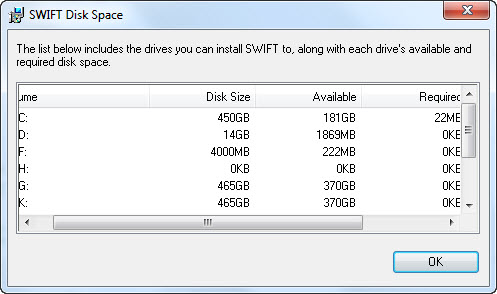 SWIFT Disk Space
The list below includes the drives you can install SWIFT to, along with each drive's available and
required disk space.
ume Disk Size Available Required
C: 450GB 181GB 22ME
D: 14GB 1869MB 0KE
F: 4000MB 222MB 0KE
H: 0KB 0KB 0KE
G: 465GB 370GB 0KE
K: 465GB 370GB 0KE
OK